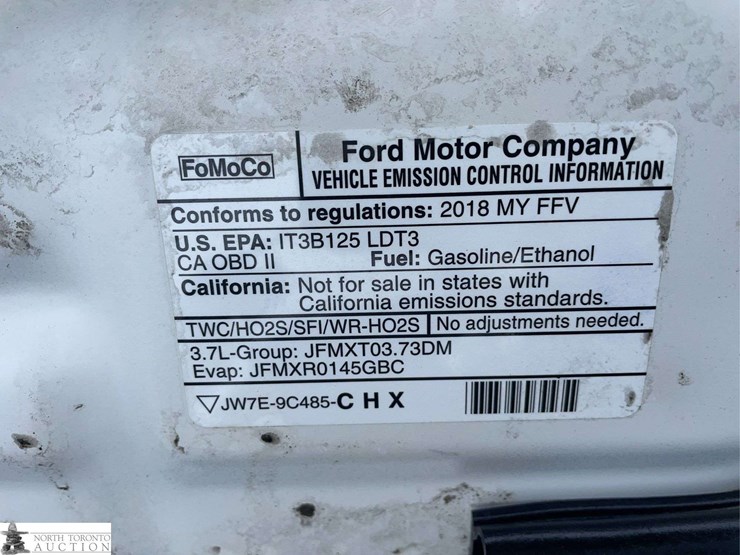 FoMoCo
Ford Motor Company
VEHICLE EMISSION CONTROL INFORMATION
Conforms to regulations: 2018 MY FFV
U.S. EPA: IT3B125 LDT3
CA OBD II Fuel: Gasoline/Ethanol
California: Not for sale in states with
California emissions standards.
TWC/HO2S/SFI/WR-HO2S No adjustments needed.
3.7L-Group: JFMXT03.73DM
Evap: JFMXR0145GBC
JW7E-9C485-C H X
NORTH TORONTO
AUCTION